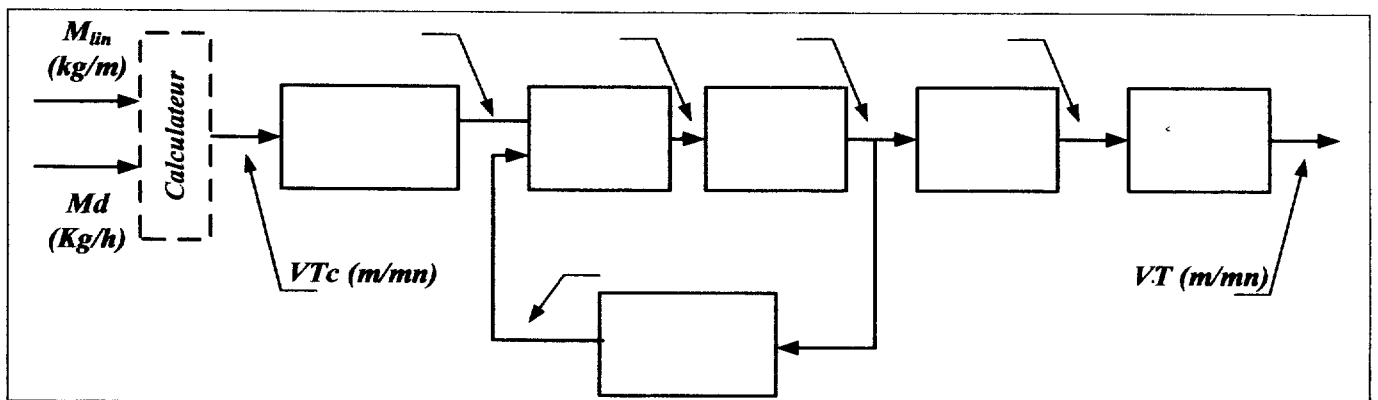 M_lin
(kg/m)
Calculateur
Md
(Kg/h)
VTc (m/mn)
V.T (m/mn)